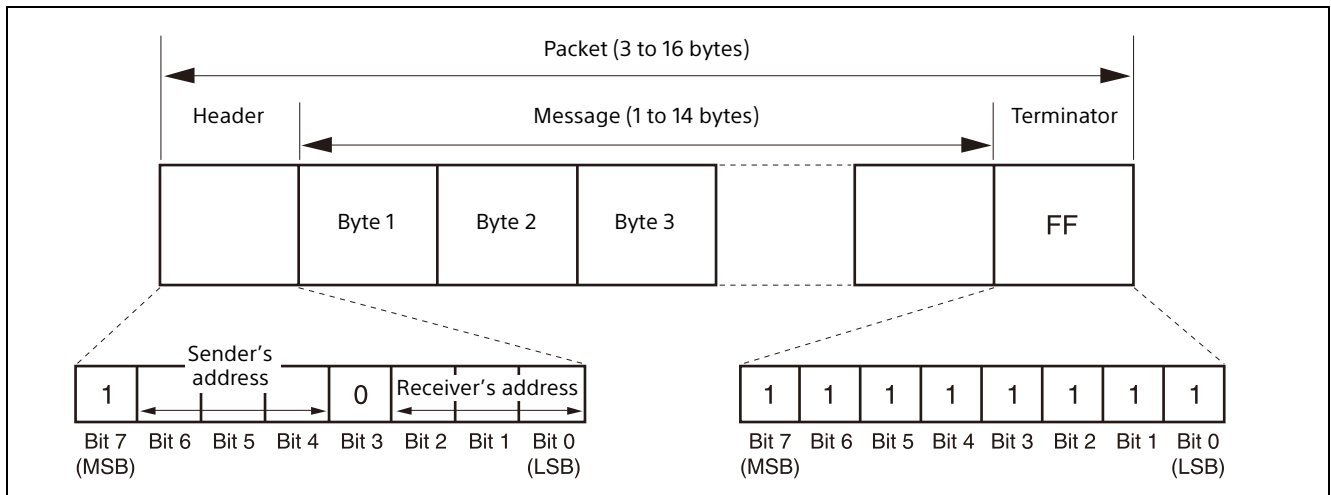 Packet (3 to 16 bytes)
Header
Message (1 to 14 bytes)
Terminator
Byte 1
Byte 2
Byte 3
FF
1
Sender's
address
0
Receiver's address
Bit 7
(MSB)
Bit 6
Bit 5
Bit 4
Bit 3
Bit 2
Bit 1
Bit 0
(LSB)
1
1
1
1
1
1
1
1
Bit 7
(MSB)
Bit 6
Bit 5
Bit 4
Bit 3
Bit 2
Bit 1
Bit 0
(LSB)